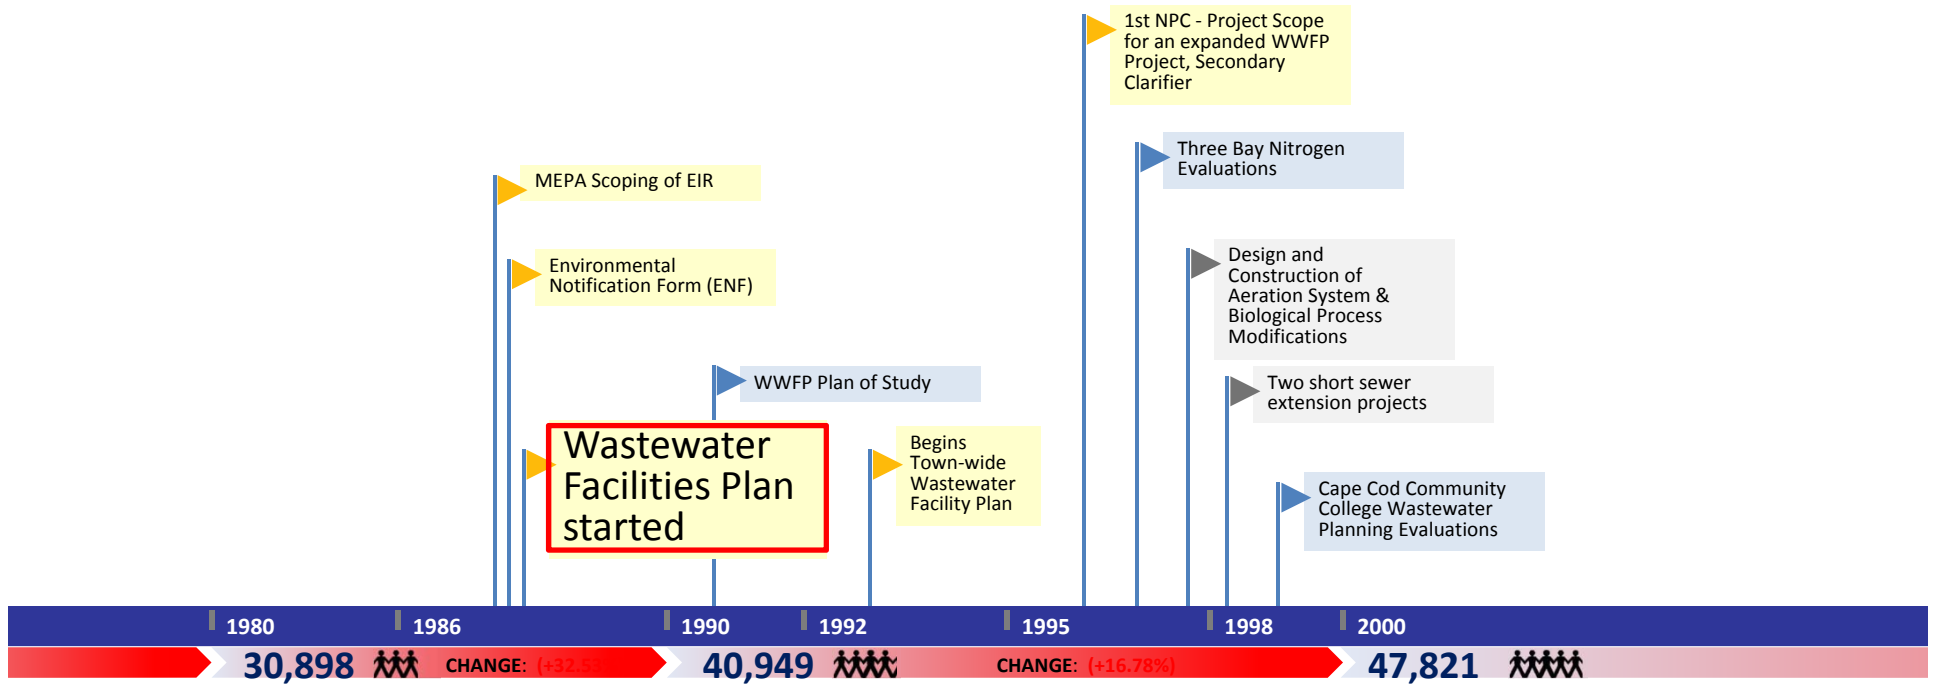 1st NPC - Project Scope
for an expanded WWFP
Project, Secondary
Clarifier
Three Bay Nitrogen
Evaluations
MEPA Scoping of EIR
Environmental
Notification Form (ENF)
Design and
Construction of
Aeration System &
Biological Process
Modifications
WWFP Plan of Study
Two short sewer
extension projects
Wastewater
Facilities Plan
started
Begins
Town-wide
Wastewater
Facility Plan
Cape Cod Community
College Wastewater
Planning Evaluations
1980 1986 1990 1992 1995 1998 2000
30,898 CHANGE: (+32.53 40,949 CHANGE: (+16.78%) 47,821